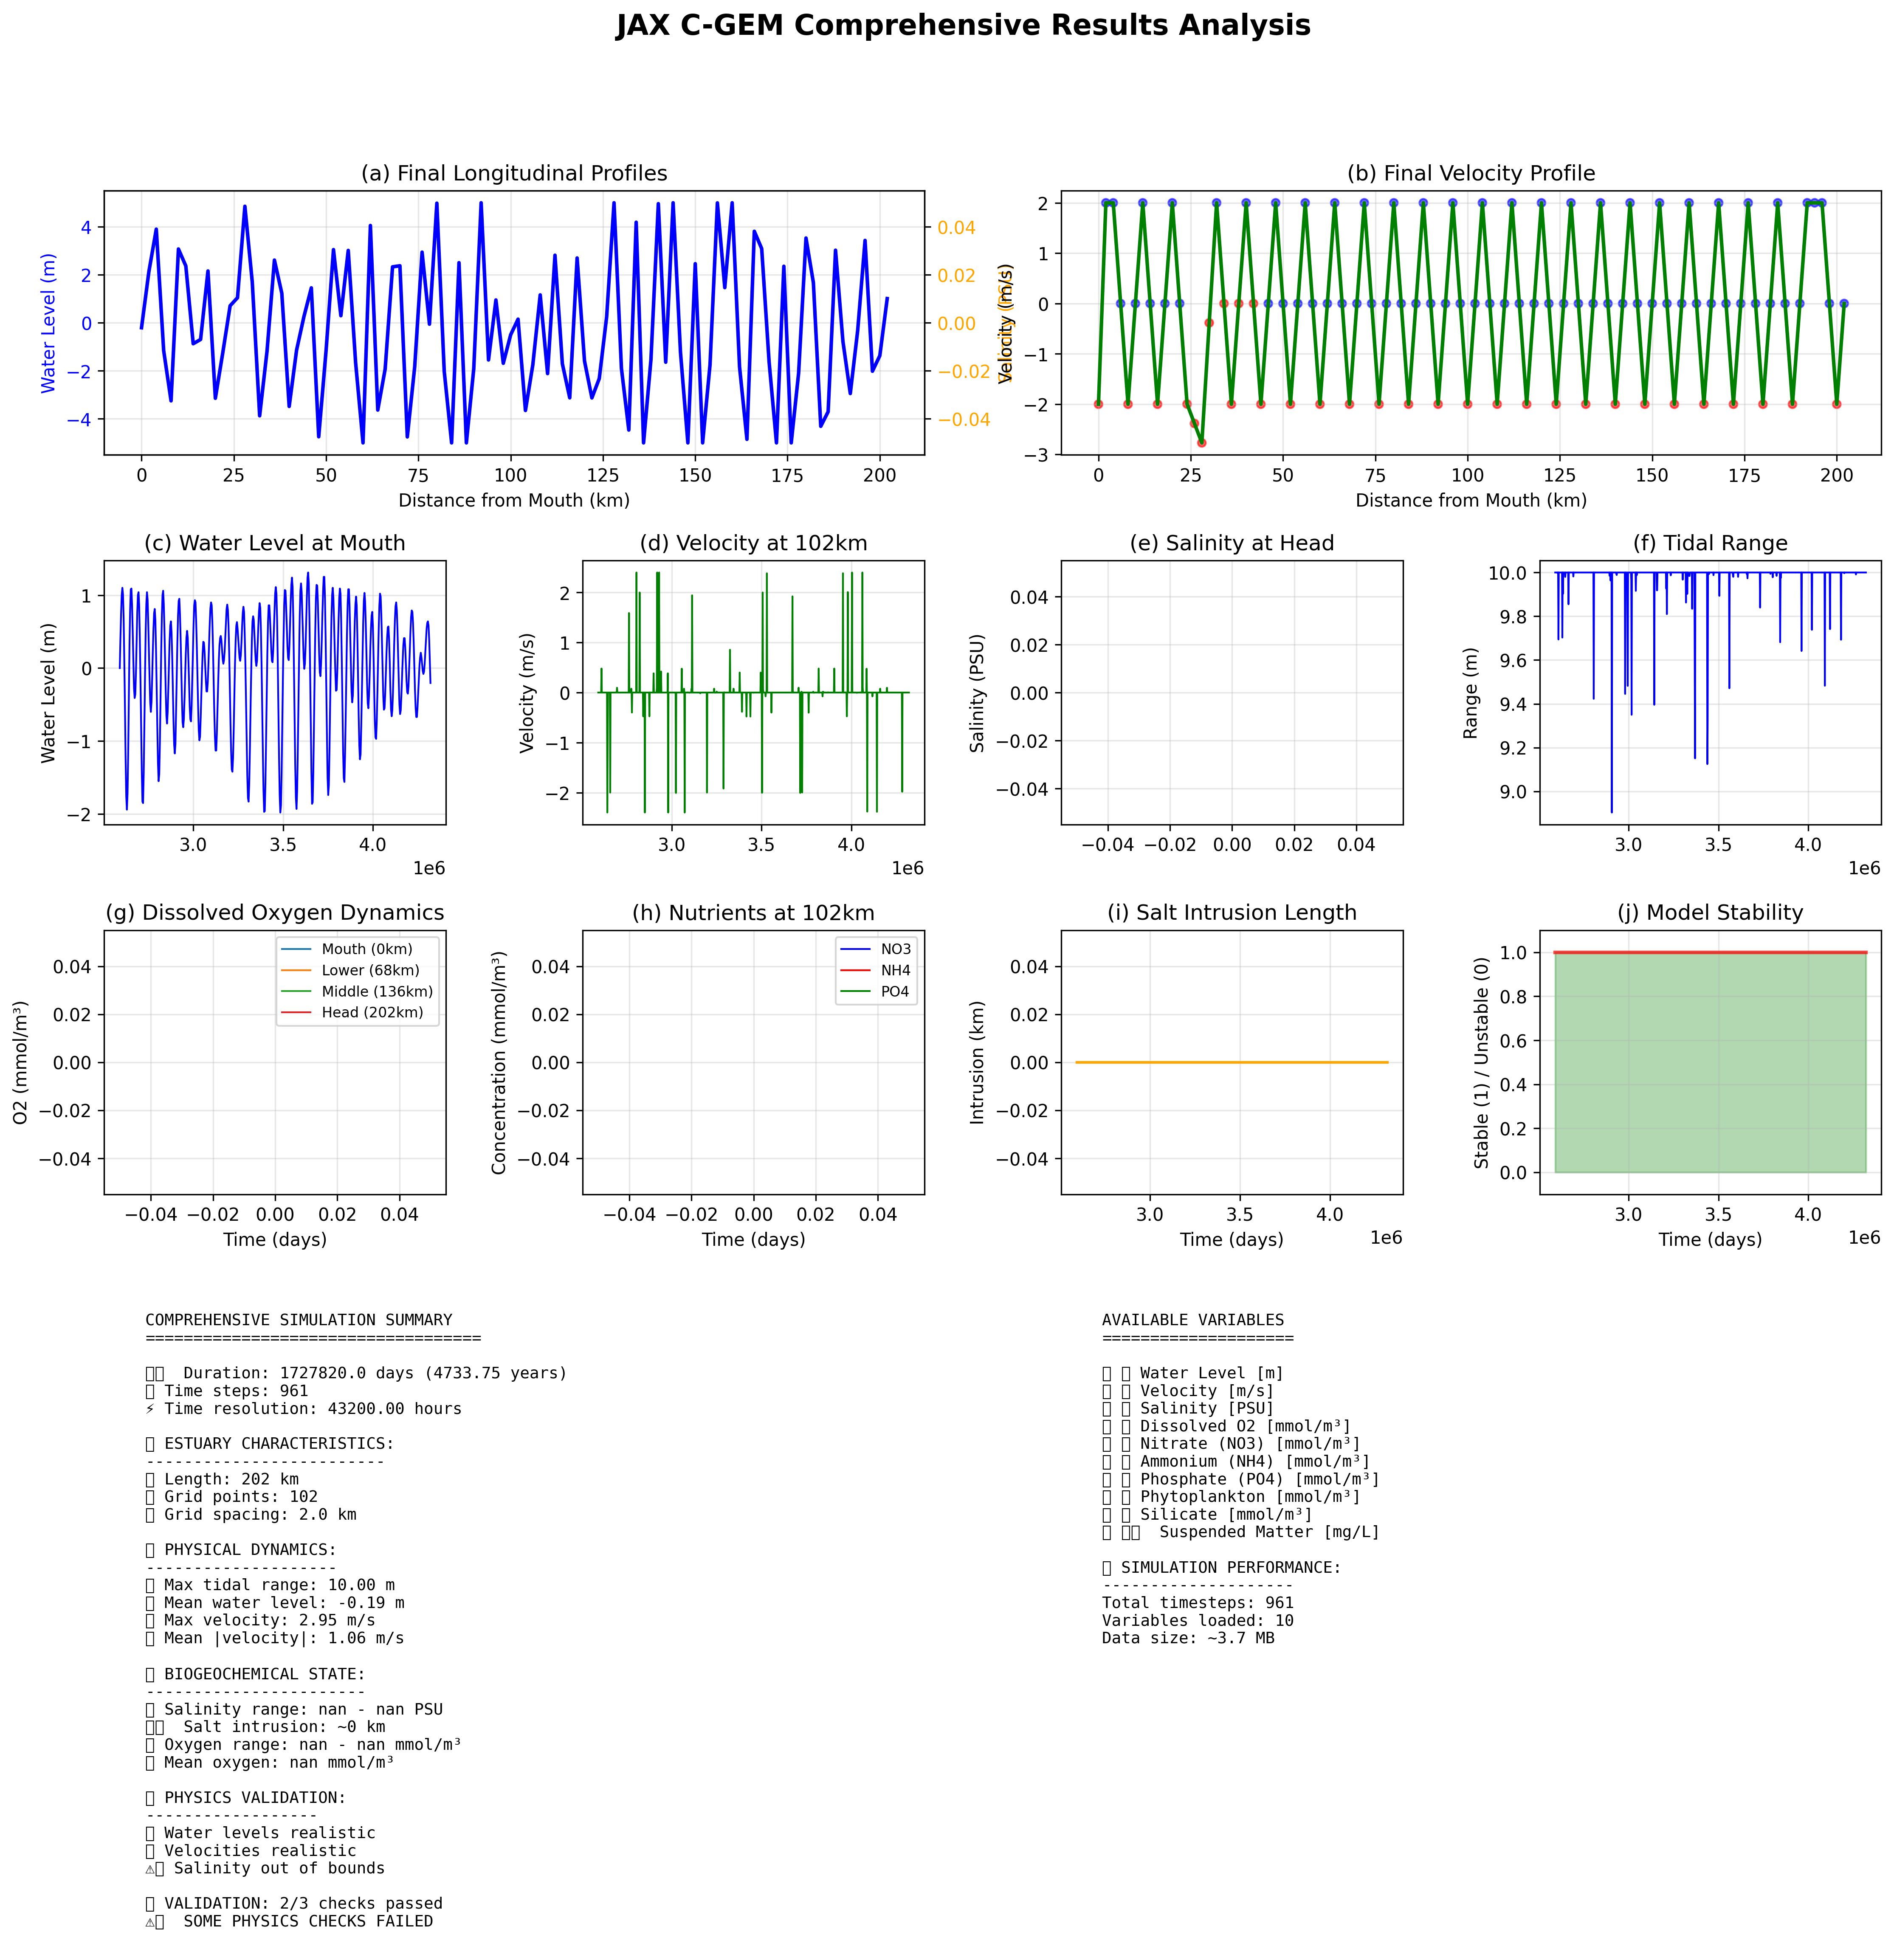 JAX C-GEM Comprehensive Results Analysis
(a) Final Longitudinal Profiles
Water Level (m)
4
2
0
−2
−4
0.04
0.02
0.00
−0.02
−0.04
0 25 50 75 100 125 150 175 200
Distance from Mouth (km)
(b) Final Velocity Profile
Velocity (m/s)
2
1
0
−1
−2
−3
0 25 50 75 100 125 150 175 200
Distance from Mouth (km)
(c) Water Level at Mouth
Water Level (m)
1
0
−1
−2
3.0 3.5 4.0
1e6
(d) Velocity at 102km
Velocity (m/s)
2
1
0
−1
−2
3.0 3.5 4.0
1e6
(e) Salinity at Head
Salinity (PSU)
0.04
0.02
0.00
−0.02
−0.04
−0.04 −0.02 0.00 0.02 0.04
(f) Tidal Range
Range (m)
10.0
9.8
9.6
9.4
9.2
9.0
3.0 3.5 4.0
1e6
(g) Dissolved Oxygen Dynamics
O2 (mmol/m³)
0.04
0.02
0.00
−0.02
−0.04
Mouth (0km)
Lower (68km)
Middle (136km)
Head (202km)
−0.04 −0.02 0.00 0.02 0.04
Time (days)
(h) Nutrients at 102km
Concentration (mmol/m³)
0.04
0.02
0.00
−0.02
−0.04
NO3
NH4
PO4
−0.04 −0.02 0.00 0.02 0.04
Time (days)
(i) Salt Intrusion Length
Intrusion (km)
0.04
0.02
0.00
−0.02
−0.04
3.0 3.5 4.0
Time (days) 1e6
(j) Model Stability
Stable (1) / Unstable (0)
1.0
0.8
0.6
0.4
0.2
0.0
3.0 3.5 4.0
Time (days) 1e6
COMPREHENSIVE SIMULATION SUMMARY
===================================
Duration: 1727820.0 days (4733.75 years)
Time steps: 961
⚡ Time resolution: 43200.00 hours
ESTUARY CHARACTERISTICS:
-------------------------
Length: 202 km
Grid points: 102
Grid spacing: 2.0 km
PHYSICAL DYNAMICS:
--------------------
Max tidal range: 10.00 m
Mean water level: -0.19 m
Max velocity: 2.95 m/s
Mean |velocity|: 1.06 m/s
BIOGEOCHEMICAL STATE:
-----------------------
Salinity range: nan - nan PSU
Salt intrusion: ~0 km
Oxygen range: nan - nan mmol/m³
Mean oxygen: nan mmol/m³
PHYSICS VALIDATION:
------------------
Water levels realistic
Velocities realistic
⚠ Salinity out of bounds
VALIDATION: 2/3 checks passed
⚠ SOME PHYSICS CHECKS FAILED
AVAILABLE VARIABLES
====================
Water Level [m]
Velocity [m/s]
Salinity [PSU]
Dissolved O2 [mmol/m³]
Nitrate (NO3) [mmol/m³]
Ammonium (NH4) [mmol/m³]
Phosphate (PO4) [mmol/m³]
Phytoplankton [mmol/m³]
Silicate [mmol/m³]
Suspended Matter [mg/L]
SIMULATION PERFORMANCE:
--------------------
Total timesteps: 961
Variables loaded: 10
Data size: ~3.7 MB